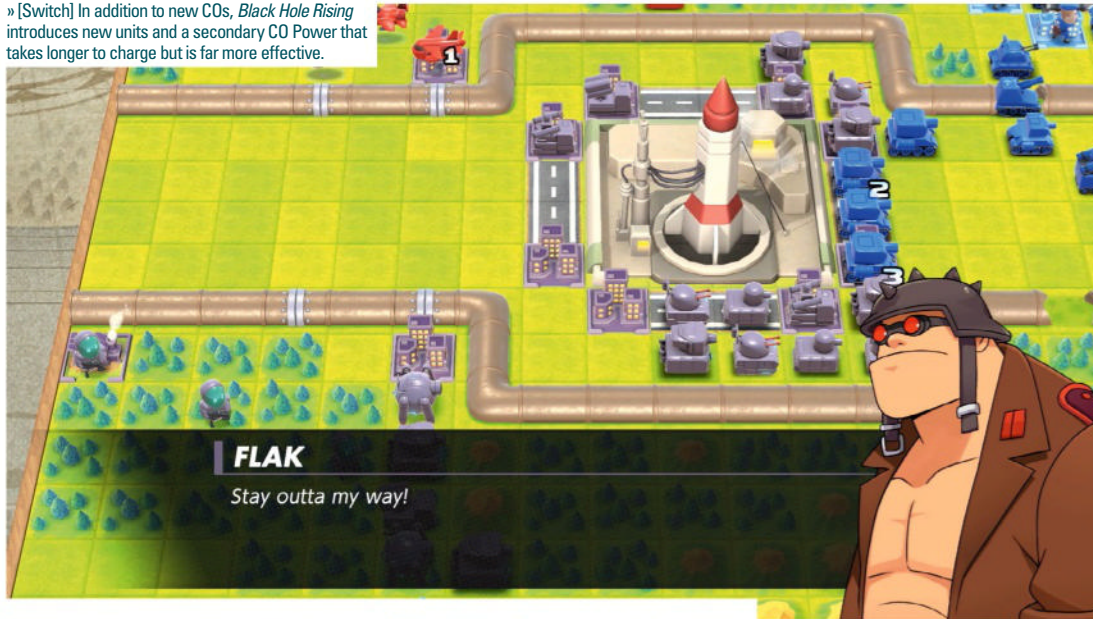 » [Switch] In addition to new COs, Black Hole Rising
introduces new units and a secondary CO Power that
takes longer to charge but is far more effective.
1
2
3
FLAK
Stay outta my way!